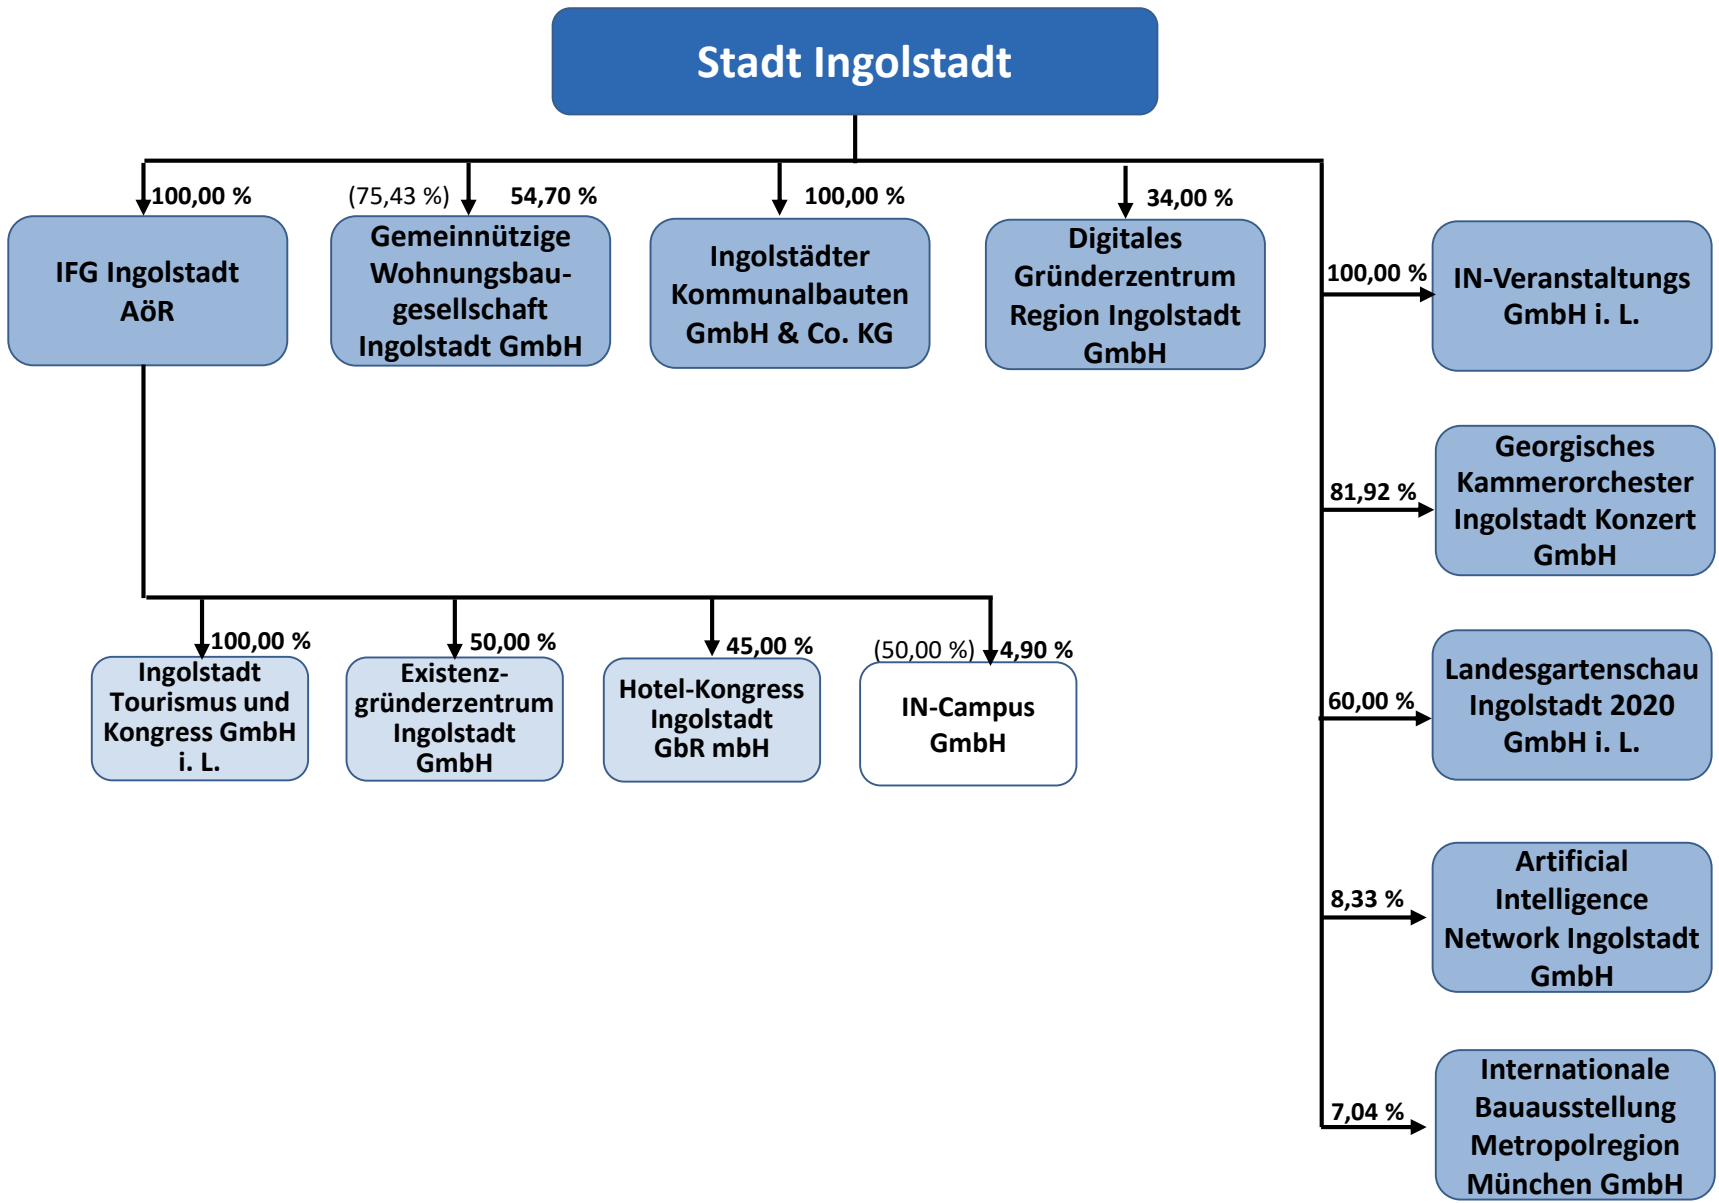 Stadt Ingolstadt
100,00 %
IFG Ingolstadt
AöR
(75,43 %)
54,70 %
Gemeinnützige
Wohnungsbau-
gesellschaft
Ingolstadt GmbH
100,00 %
Ingolstädter
Kommunalbauten
GmbH & Co. KG
34,00 %
Digitales
Gründerzentrum
Region Ingolstadt
GmbH
100,00 %
IN-Veranstaltungs
GmbH i. L.
81,92 %
Georgisches
Kammerorchester
Ingolstadt Konzert
GmbH
60,00 %
Landesgartenschau
Ingolstadt 2020
GmbH i. L.
8,33 %
Artificial
Intelligence
Network Ingolstadt
GmbH
7,04 %
Internationale
Bauausstellung
Metropolregion
München GmbH
100,00 %
Ingolstadt
Tourismus und
Kongress GmbH
i. L.
50,00 %
Existenz-
gründerzentrum
Ingolstadt
GmbH
45,00 %
Hotel-Kongress
Ingolstadt
GbR mbH
(50,00 %)
4,90 %
IN-Campus
GmbH